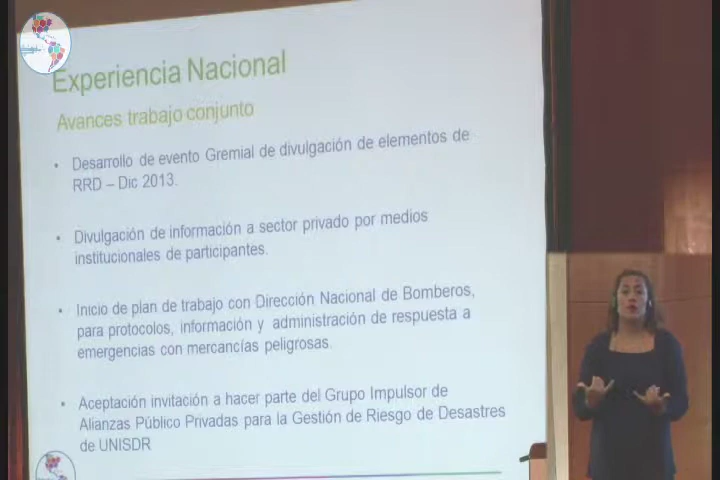 Experiencia Nacional
Avances trabajo conjunto
• Desarrollo de evento Gremial de divulgación de elementos de
RRD – Dic 2013.
• Divulgación de información a sector privado por medios
institucionales de participantes.
• Inicio de plan de trabajo con Dirección Nacional de Bomberos,
para protocolos, información y administración de respuesta a
emergencias con mercancías peligrosas.
• Aceptación invitación a hacer parte del Grupo Impulsor de
Alianzas Público Privadas para la Gestión de Riesgo de Desastres
de UNISDR